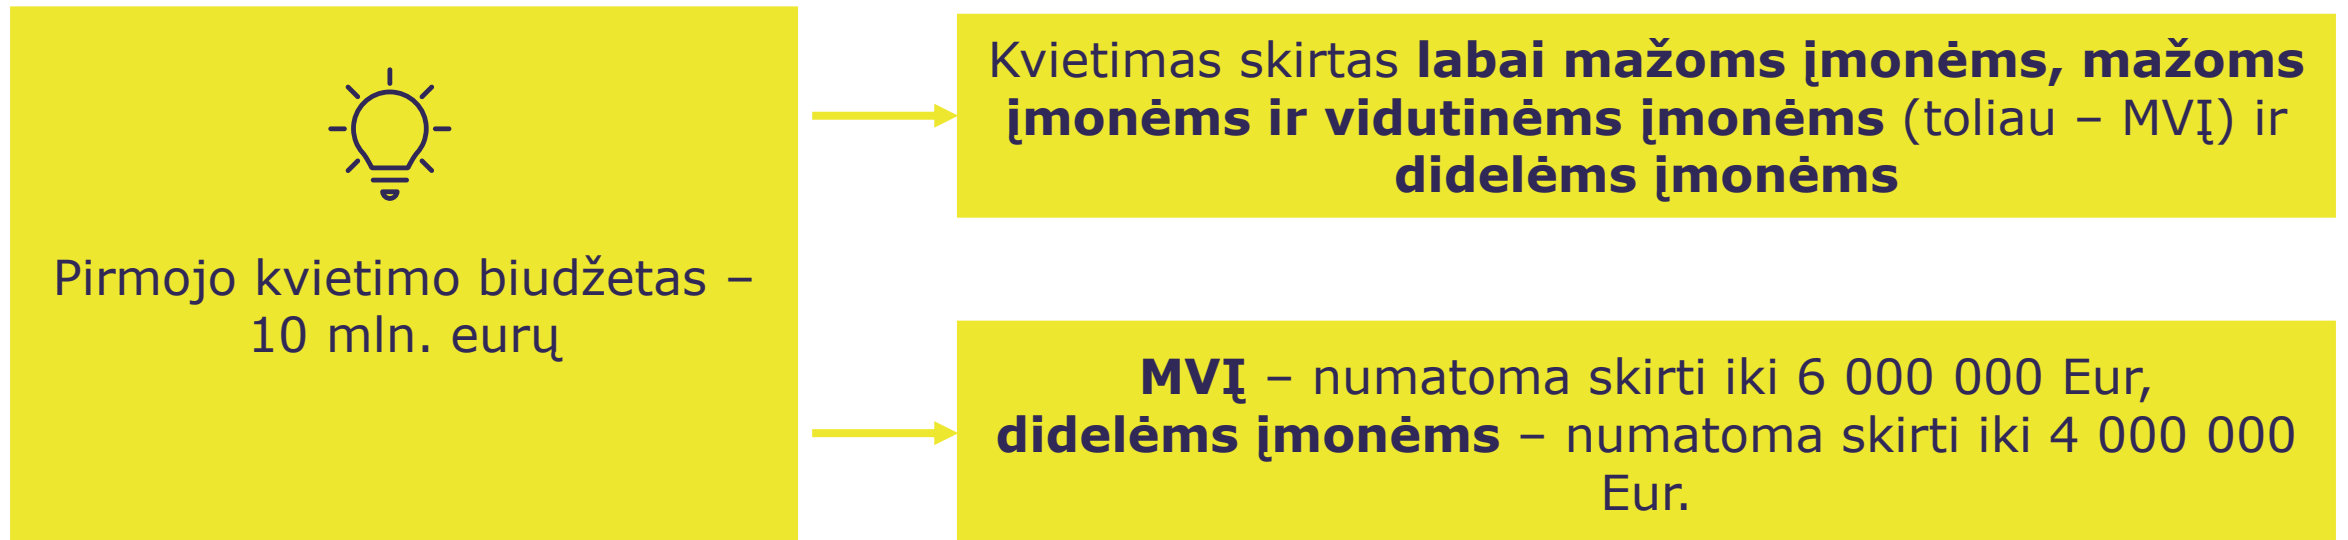 Pirmojo kvietimo biudžetas –
10 mln. eurų
Kvietimas skirtas labai mažoms įmonėms, mažoms
įmonėms ir vidutinėms įmonėms (toliau – MVĮ) ir
didelėms įmonėms
MVĮ – numatoma skirti iki 6 000 000 Eur,
didelėms įmonėms – numatoma skirti iki 4 000 000
Eur.